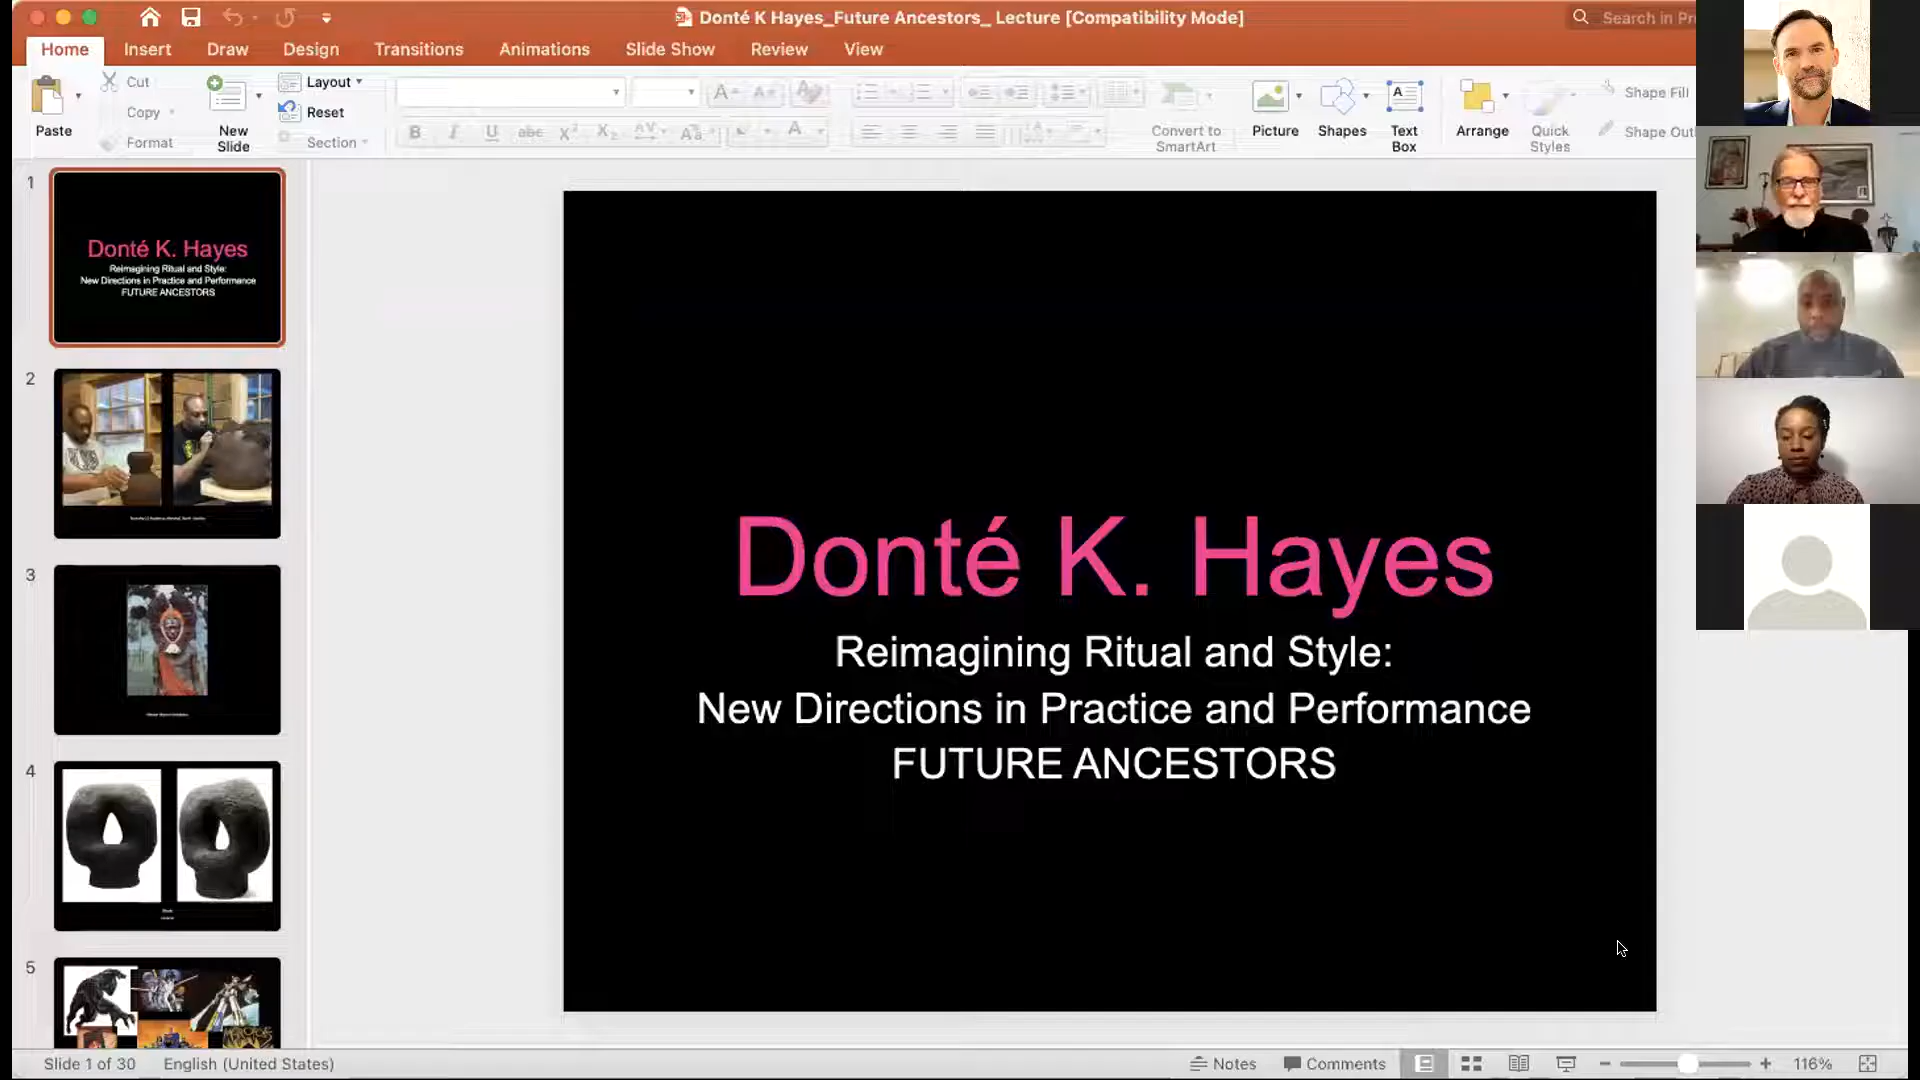 Donté K Hayes_Future Ancestors_ Lecture [Compatibility Mode]
Search in Pr
Home Insert Draw Design Transitions Animations Slide Show Review View
Paste
Cut
Copy
Format
New
Slide
Layout
Reset
Section
Convert to
SmartArt
Picture
Shapes
Text
Box
Arrange
Quick
Styles
Shape Fill
Shape Out
1
Donté K. Hayes
Reimagining Ritual and Style:
New Directions in Practice and Performance
FUTURE ANCESTORS
2
3
4
5
Donté K. Hayes
Reimagining Ritual and Style:
New Directions in Practice and Performance
FUTURE ANCESTORS
Slide 1 of 30 English (United States) Notes Comments 116%